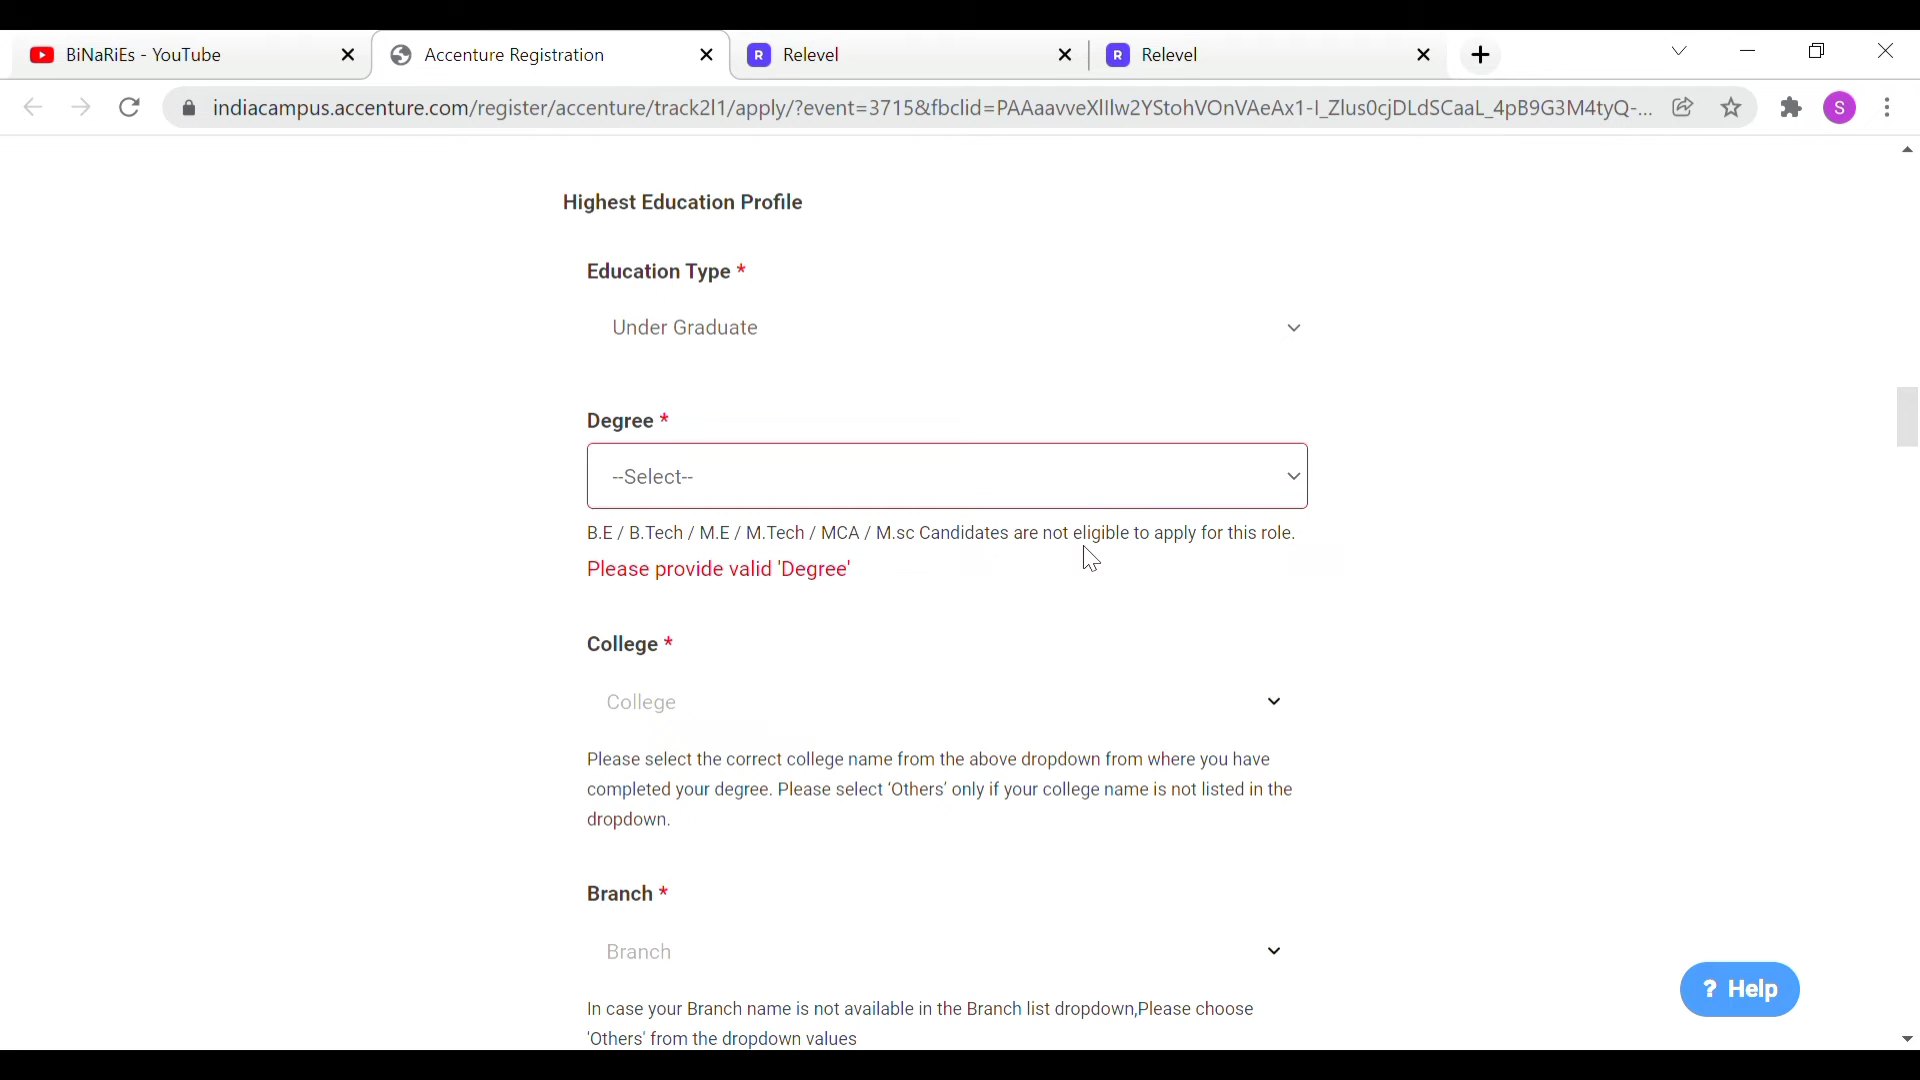 BiNaRiEs - YouTube
Accenture Registration
R Relevel
R Relevel
indiacampus.accenture.com/register/accenture/track2l1/apply/?event=3715&fbclid=PAAaavveXlIlw2YStohVOnVAeAx1-I_Zlus0cjDLdSCaaL_4pB9G3M4tyQ-...
S
Highest Education Profile
Education Type *
Under Graduate
Degree *
--Select--
B.E / B.Tech / M.E / M.Tech / MCA / M.sc Candidates are not eligible to apply for this role.
Please provide valid 'Degree'
College *
College
Please select the correct college name from the above dropdown from where you have
completed your degree. Please select ‘Others’ only if your college name is not listed in the
dropdown.
Branch *
Branch
? Help
In case your Branch name is not available in the Branch list dropdown,Please choose
'Others' from the dropdown values